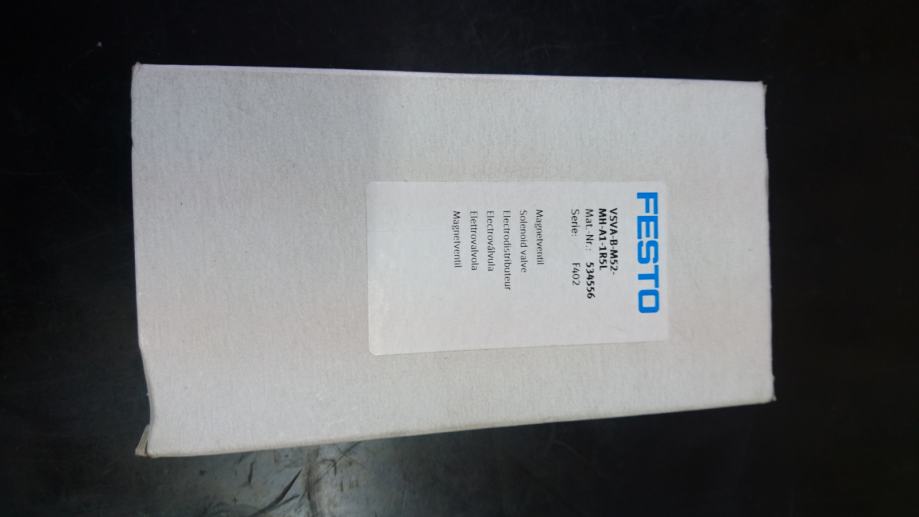 FESTO
VSVA-B-M52-
MH-A1-1R5L
Mat.-Nr.: 534556
Serie: F402
Magnetventil
Solenoid valve
Electrodistributeur
Electroválvula
Elettrovalvola
Magnetventil